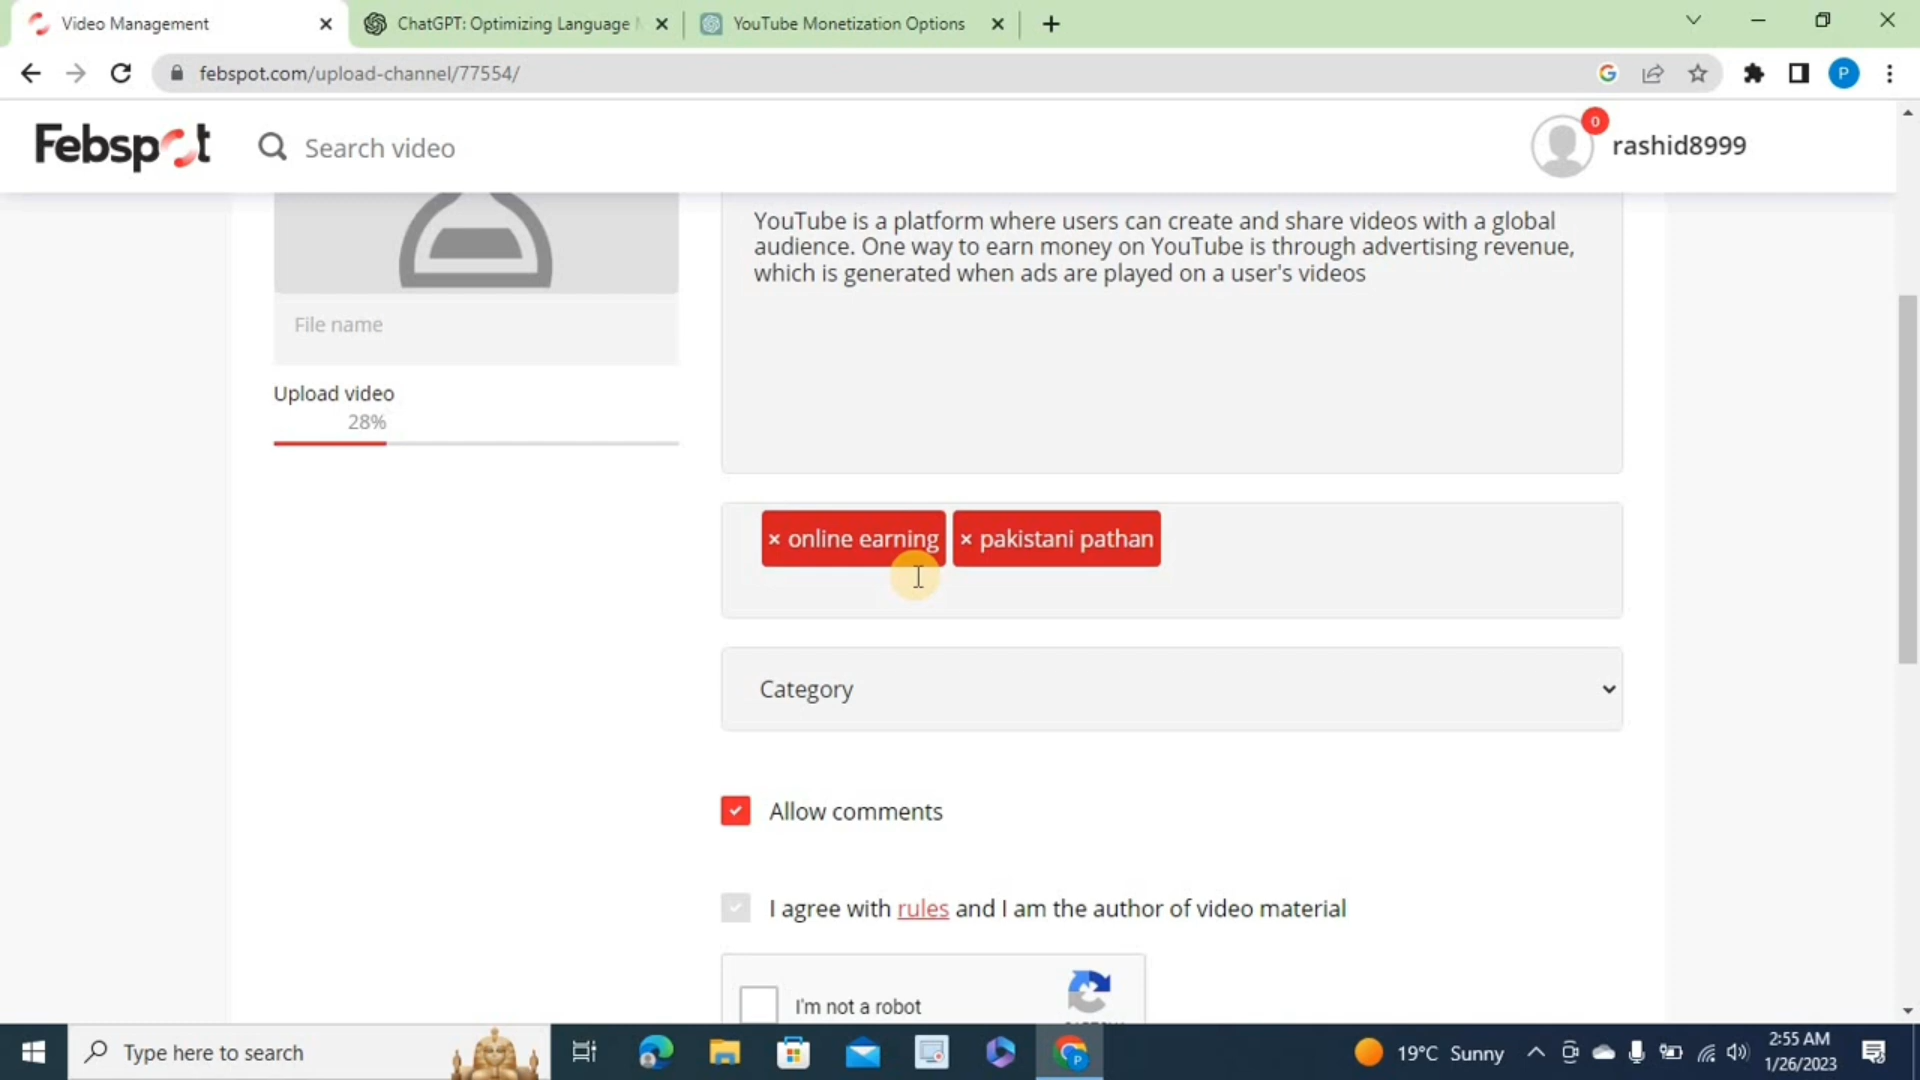 Video Management
ChatGPT: Optimizing Language
YouTube Monetization Options
febspot.com/upload-channel/77554/
P
Febspot
Search video
0
rashid8999
YouTube is a platform where users can create and share videos with a global
audience. One way to earn money on YouTube is through advertising revenue,
which is generated when ads are played on a user's videos
File name
Upload video
28%
× online earning × pakistani pathan
Category
Allow comments
I agree with rules and I am the author of video material
I'm not a robot
Type here to search
19°C Sunny
2:55 AM
1/26/2023